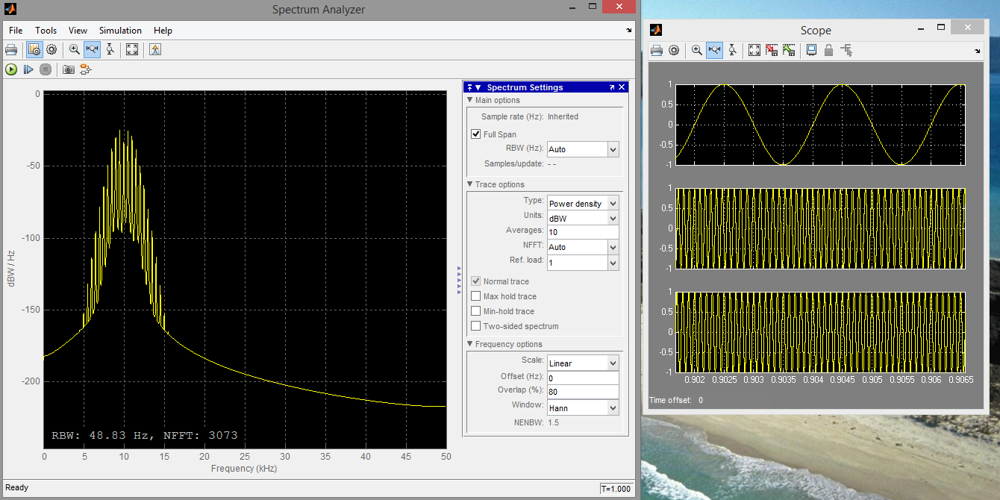 Spectrum Analyzer
File Tools View Simulation Help
0
-50
-100
-150
-200
dBW / Hz
RBW: 48.83 Hz, NFFT: 3073
0 5 10 15 20 25 30 35 40 45 50
Frequency (kHz)
Ready
T=1.000
Spectrum Settings
Main options
Sample rate (Hz): Inherited
Full Span
RBW (Hz): Auto
Samples/update: - -
Trace options
Type: Power density
Units: dBW
Averages: 10
NFFT: Auto
Ref. load: 1
Normal trace
Max hold trace
Min-hold trace
Two-sided spectrum
Frequency options
Scale: Linear
Offset (Hz): 0
Overlap (%): 80
Window: Hann
NENBW: 1.5
Scope
1
0.5
0
-0.5
-1
1
0.5
0
-0.5
-1
1
0.5
0
-0.5
-1
0.902 0.9025 0.903 0.9035 0.904 0.9045 0.905 0.9055 0.906 0.9065
Time offset: 0